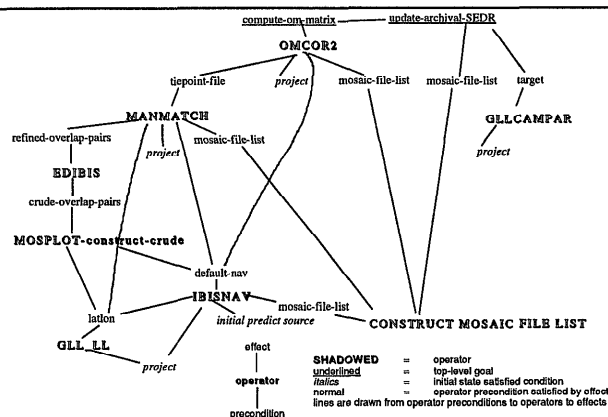 compute-om-matrix update-archival-SEDR
OMCOR2
tiepoint-file project mosaic-file-list mosaic-file-list target
MANMATCH GLLCAMPAR
refined-overlap-pairs project mosaic-file-list project
EDIBIS
crude-overlap-pairs
MOSPLOT-construct-crude
default-nav
IBISNAV mosaic-file-list
latlon initial predict source CONSTRUCT MOSAIC FILE LIST
GLL_LL
project
effect
operator
precondition
SHADOWED = operator
underlined = top-level goal
italics = initial state satisfied condition
normal = operator precondition satisfied by effect
lines are drawn from operator preconditions to operators to effects